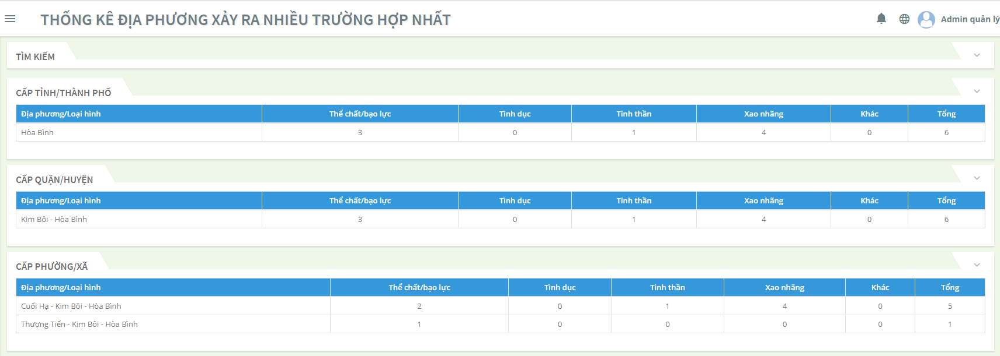 THỐNG KÊ ĐỊA PHƯƠNG XẢY RA NHIỀU TRƯỜNG HỢP NHẤT Admin quản lý
TÌM KIẾM
CẤP TỈNH/THÀNH PHỐ
Địa phương/Loại hình Thể chất/bạo lực Tình dục Tinh thần Xao nhãng Khác Tổng
Hòa Bình 3 0 1 4 0 6
CẤP QUẬN/HUYỆN
Địa phương/Loại hình Thể chất/bạo lực Tình dục Tinh thần Xao nhãng Khác Tổng
Kim Bôi - Hòa Bình 3 0 1 4 0 6
CẤP PHƯỜNG/XÃ
Địa phương/Loại hình Thể chất/bạo lực Tình dục Tinh thần Xao nhãng Khác Tổng
Cuối Hạ - Kim Bôi - Hòa Bình 2 0 1 4 0 5
Thượng Tiến - Kim Bôi - Hòa Bình 1 0 0 0 0 1